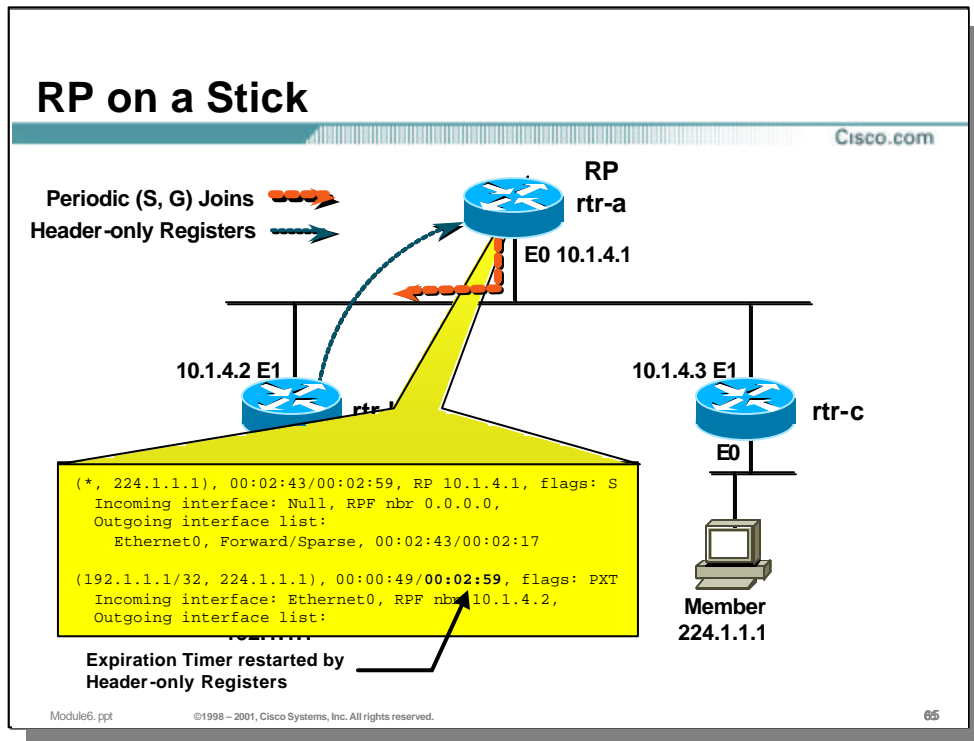 RP on a Stick
Cisco.com
RP
rtr-a
Periodic (S, G) Joins
Header-only Registers
E0 10.1.4.1
10.1.4.2 E1
10.1.4.3 E1
rtr-c
E0
(*, 224.1.1.1), 00:02:43/00:02:59, RP 10.1.4.1, flags: S
Incoming interface: Null, RPF nbr 0.0.0.0,
Outgoing interface list:
Ethernet0, Forward/Sparse, 00:02:43/00:02:17
(192.1.1.1/32, 224.1.1.1), 00:00:49/00:02:59, flags: PXT
Incoming interface: Ethernet0, RPF nbr 10.1.4.2,
Outgoing interface list:
Member
224.1.1.1
Expiration Timer restarted by
Header-only Registers
Module6.ppt
©1998 – 2001, Cisco Systems, Inc. All rights reserved.
65